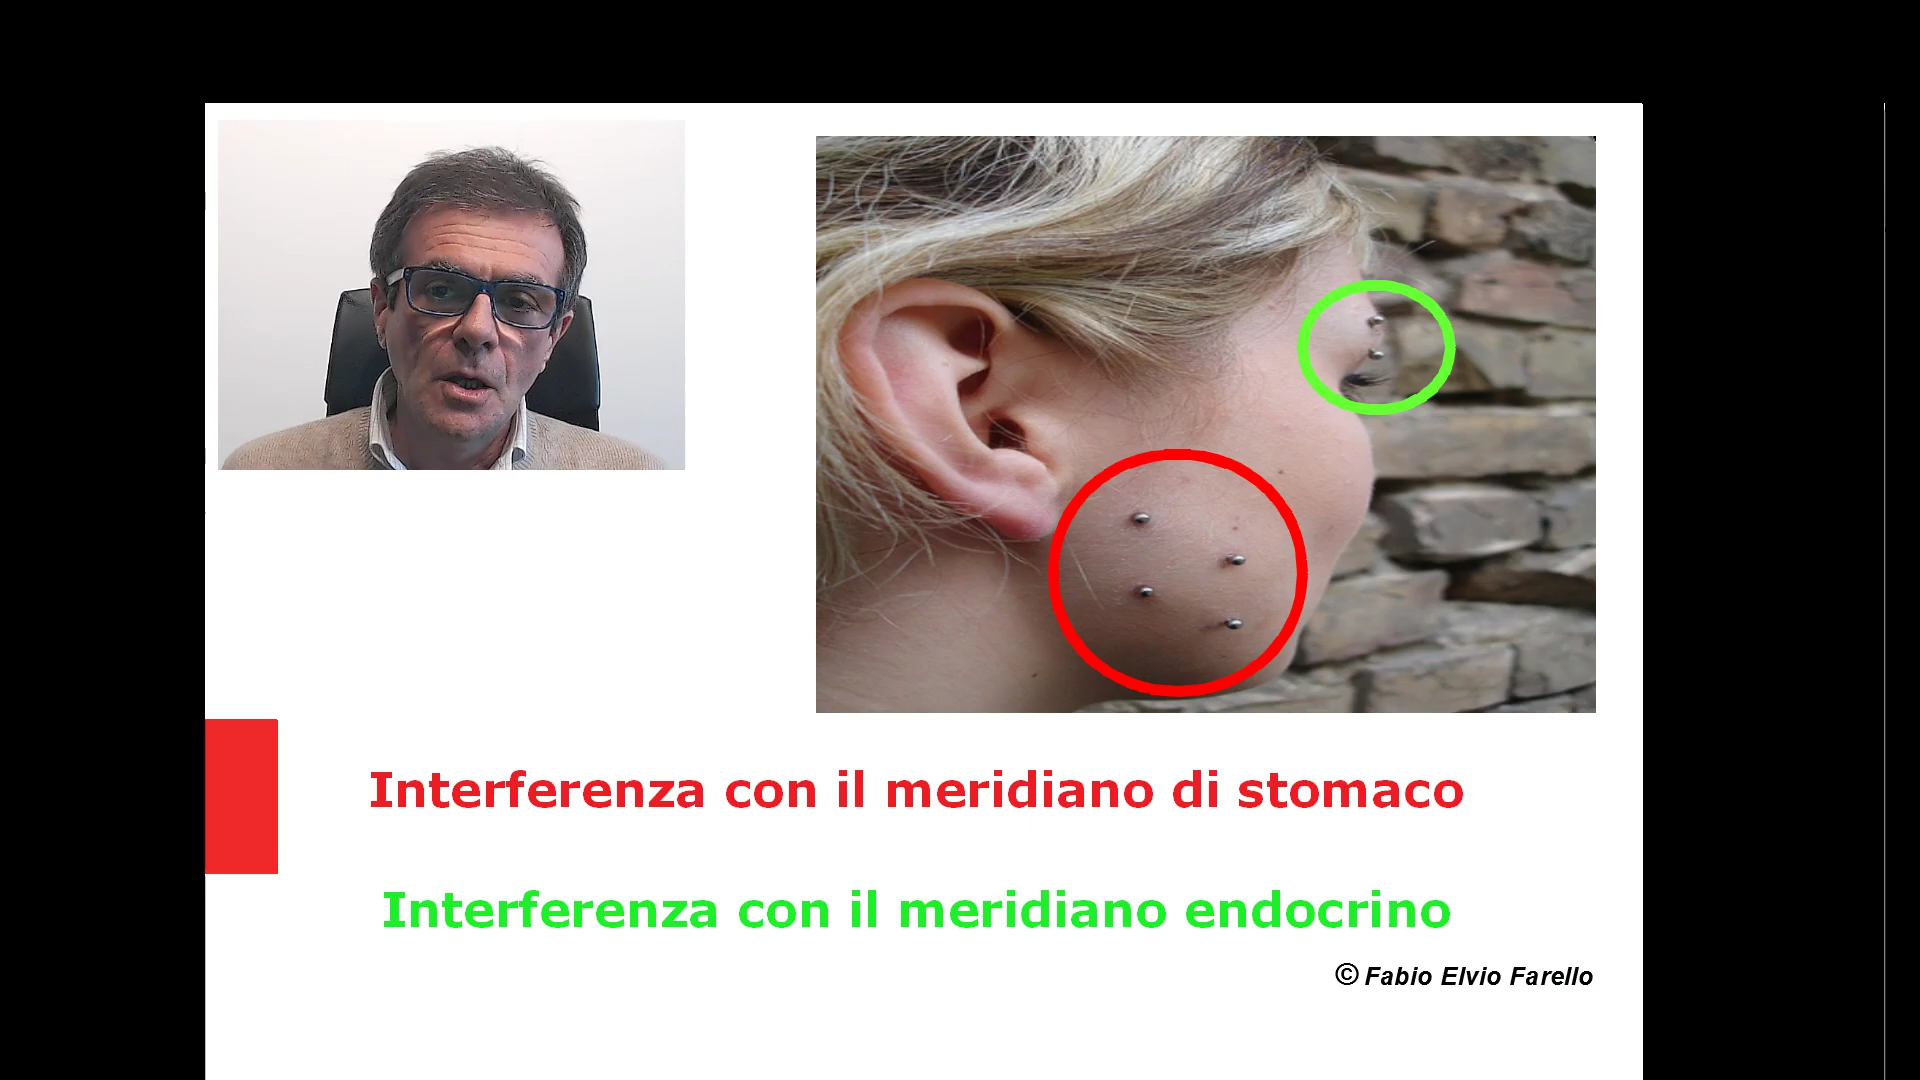 Interferenza con il meridiano di stomaco
Interferenza con il meridiano endocrino
© Fabio Elvio Farello